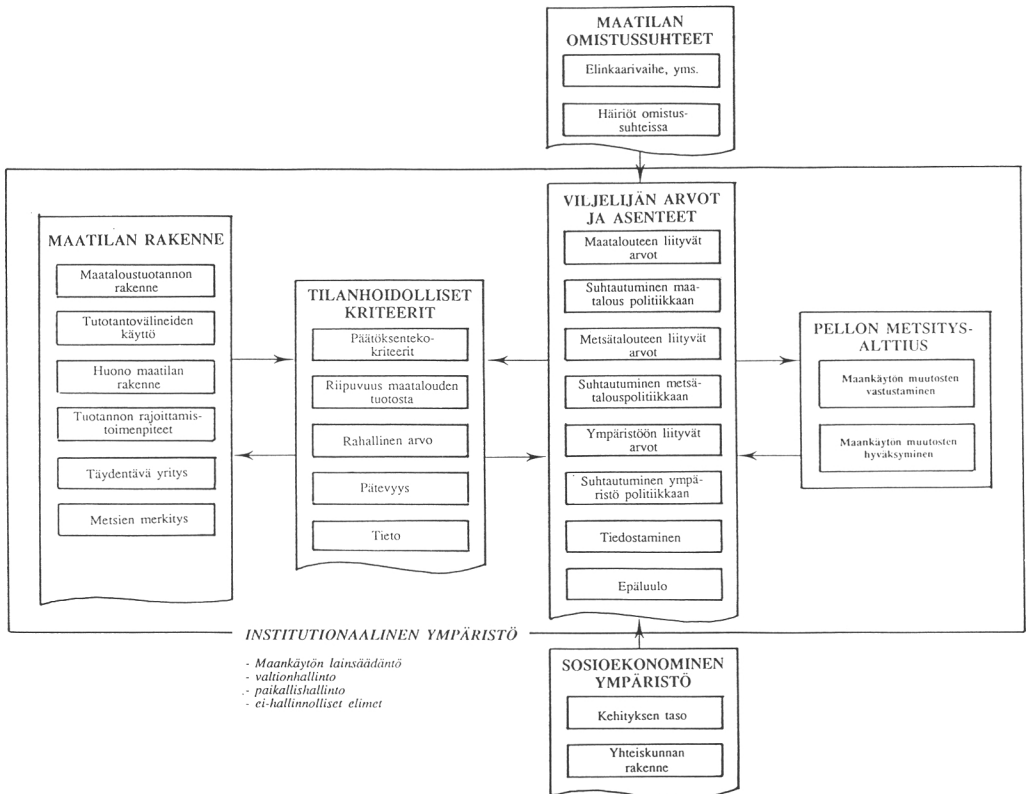 MAATILAN
OMISTUSSUHTEET
Elinkaarivaihe, yms.
Häiriöt omistus-
suhteissa
MAATILAN RAKENNE
Maataloustuotannon
rakenne
Tutotantovälineiden
käyttö
Huono maatilan
rakenne
Tuotannon rajoittamis-
toimenpiteet
Täydentävä yritys
Metsien merkitys
TILANHOIDOLLISET
KRITEERIT
Päätöksenteko-
kriteerit
Riipuvuus maatalouden
tuotosta
Rahallinen arvo
Pätevyys
Tieto
VILJELIJÄN ARVOT
JA ASENTEET
Maatalouteen liityvät
arvot
Suhtautuminen maa-
talous politiikkaan
Metsätalouteen liityvät
arvot
Suhtautuminen metsä-
talouspolitiikkaan
Ympäristöön liityvät
arvot
Suhtautuminen ympä-
ristö politiikkaan
Tiedostaminen
Epäluulo
PELLON METSITYS-
ALTTIUS
Maankäytön muutosten
vastustaminen
Maankäytön muutosten
hyväksyminen
INSTITUTIONAALINEN YMPÄRISTÖ
- Maankäytön lainsäädäntö
- valtionhallinto
- paikallishallinto
- ei-hallinnolliset elimet
SOSIOEKONOMINEN
YMPÄRISTÖ
Kehityksen taso
Yhteiskunnan
rakenne